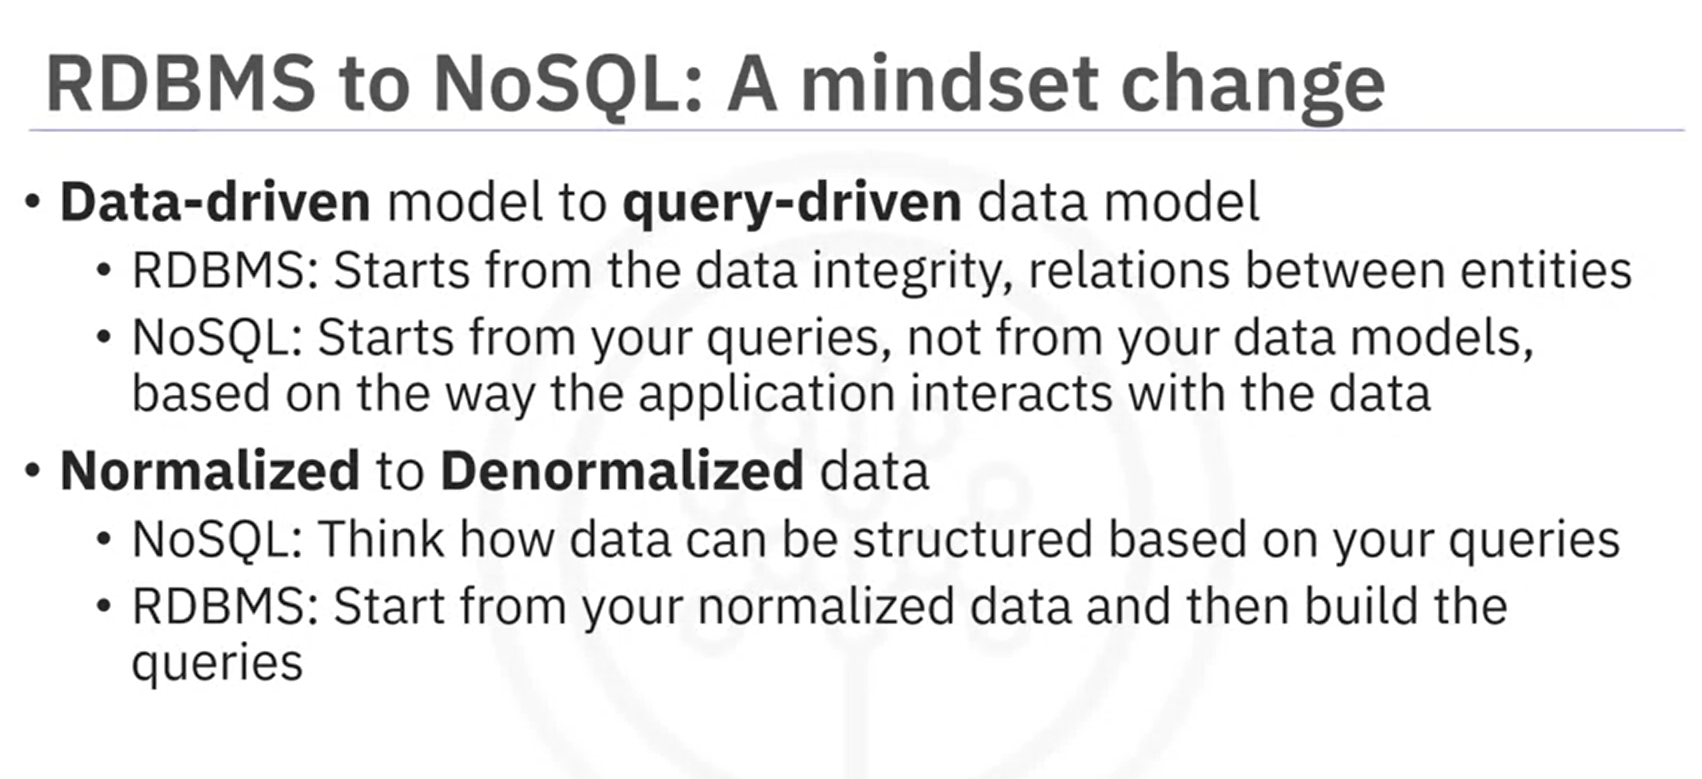 RDBMS to NoSQL: A mindset change
• Data-driven model to query-driven data model
• RDBMS: Starts from the data integrity, relations between entities
• NoSQL: Starts from your queries, not from your data models,
based on the way the application interacts with the data
• Normalized to Denormalized data
• NoSQL: Think how data can be structured based on your queries
• RDBMS: Start from your normalized data and then build the
queries